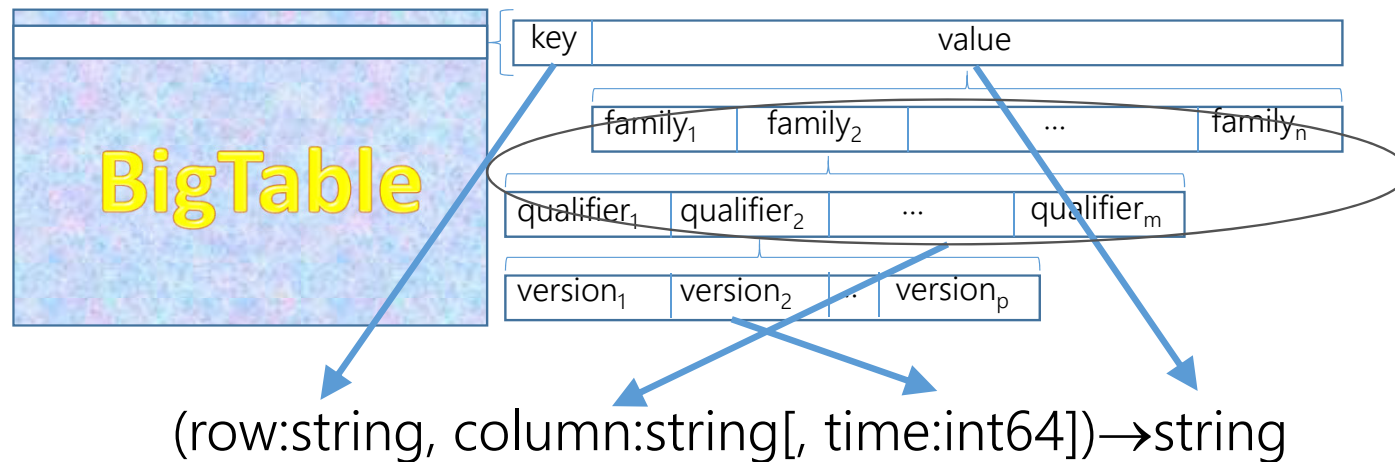 key value
family₁ family₂ ... familyₙ
BigTable
qualifier₁ qualifier₂ ... qualifierₘ
version₁ version₂ ... versionₚ
(row:string, column:string[, time:int64])→string